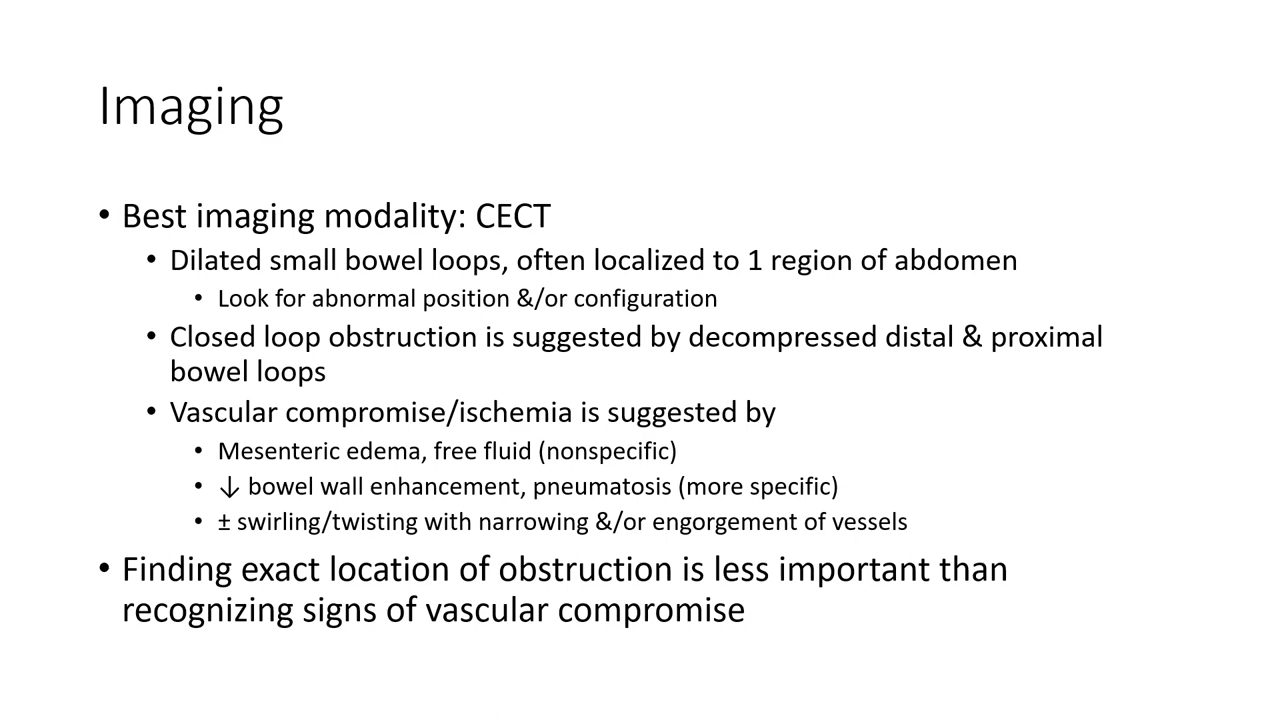 Imaging
• Best imaging modality: CECT
• Dilated small bowel loops, often localized to 1 region of abdomen
• Look for abnormal position &/or configuration
• Closed loop obstruction is suggested by decompressed distal & proximal
bowel loops
• Vascular compromise/ischemia is suggested by
• Mesenteric edema, free fluid (nonspecific)
• ↓ bowel wall enhancement, pneumatosis (more specific)
• ± swirling/twisting with narrowing &/or engorgement of vessels
• Finding exact location of obstruction is less important than
recognizing signs of vascular compromise